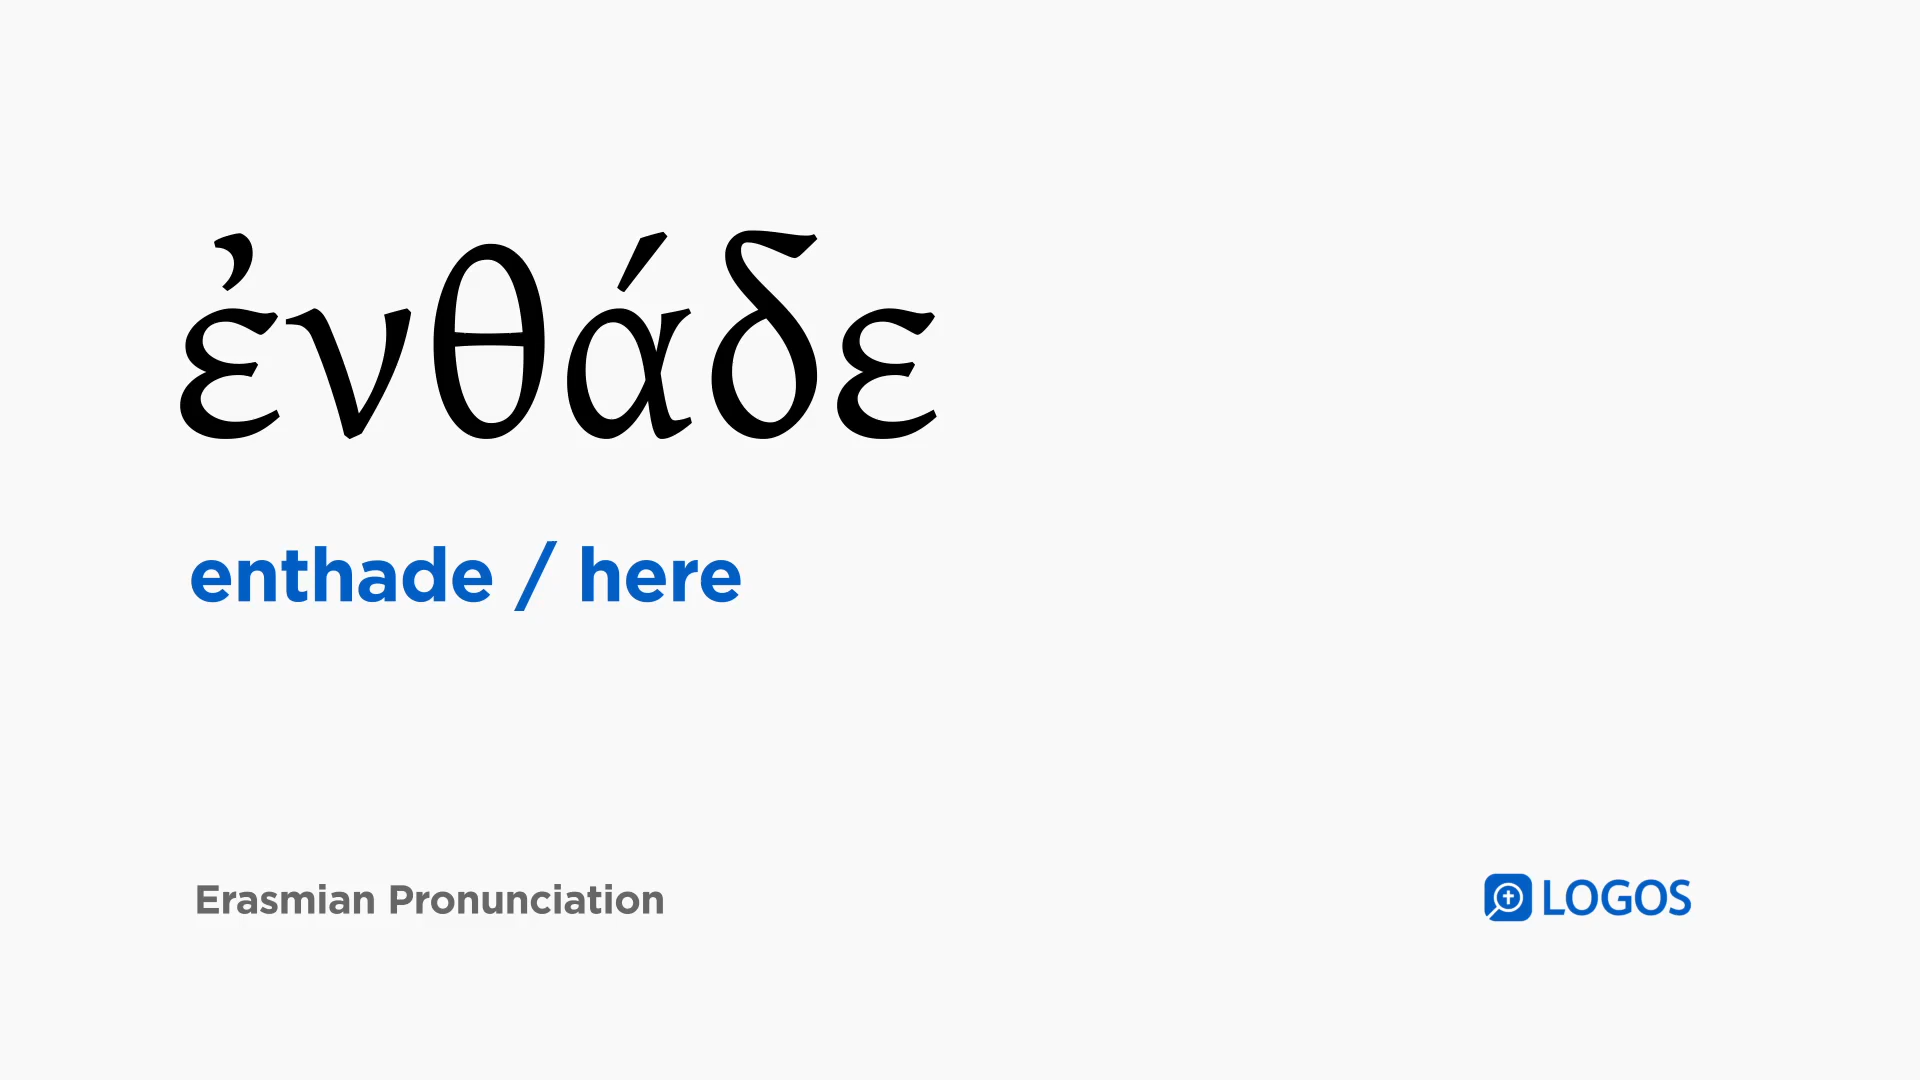 ἐνθάδε
enthade / here
Erasmian Pronunciation
LOGOS